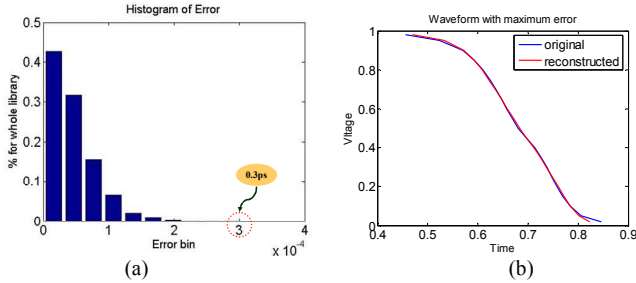 Histogram of Error
% for whole library
0.5
0.4
0.3
0.2
0.1
0
0.3ps
0
1
2
3
4
Error bin
x 10^-4
(a)
Waveform with maximum error
Vltage
1
0.8
0.6
0.4
0.2
0
original
reconstructed
0.4
0.5
0.6
0.7
0.8
0.9
Time
(b)